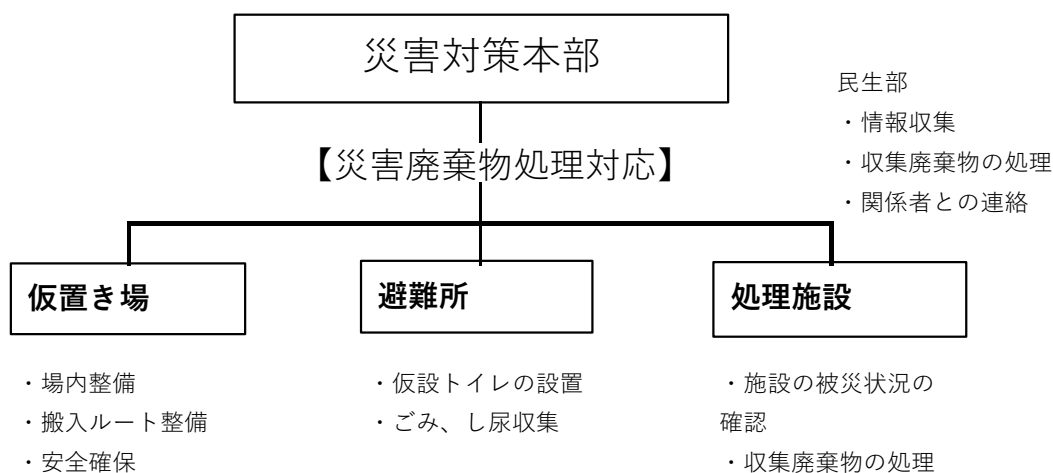 災害対策本部
民生部
・情報収集
・収集廃棄物の処理
・関係者との連絡
【災害廃棄物処理対応】
仮置き場
・場内整備
・搬入ルート整備
・安全確保
避難所
・仮設トイレの設置
・ごみ、し尿収集
処理施設
・施設の被災状況の
確認
・収集廃棄物の処理